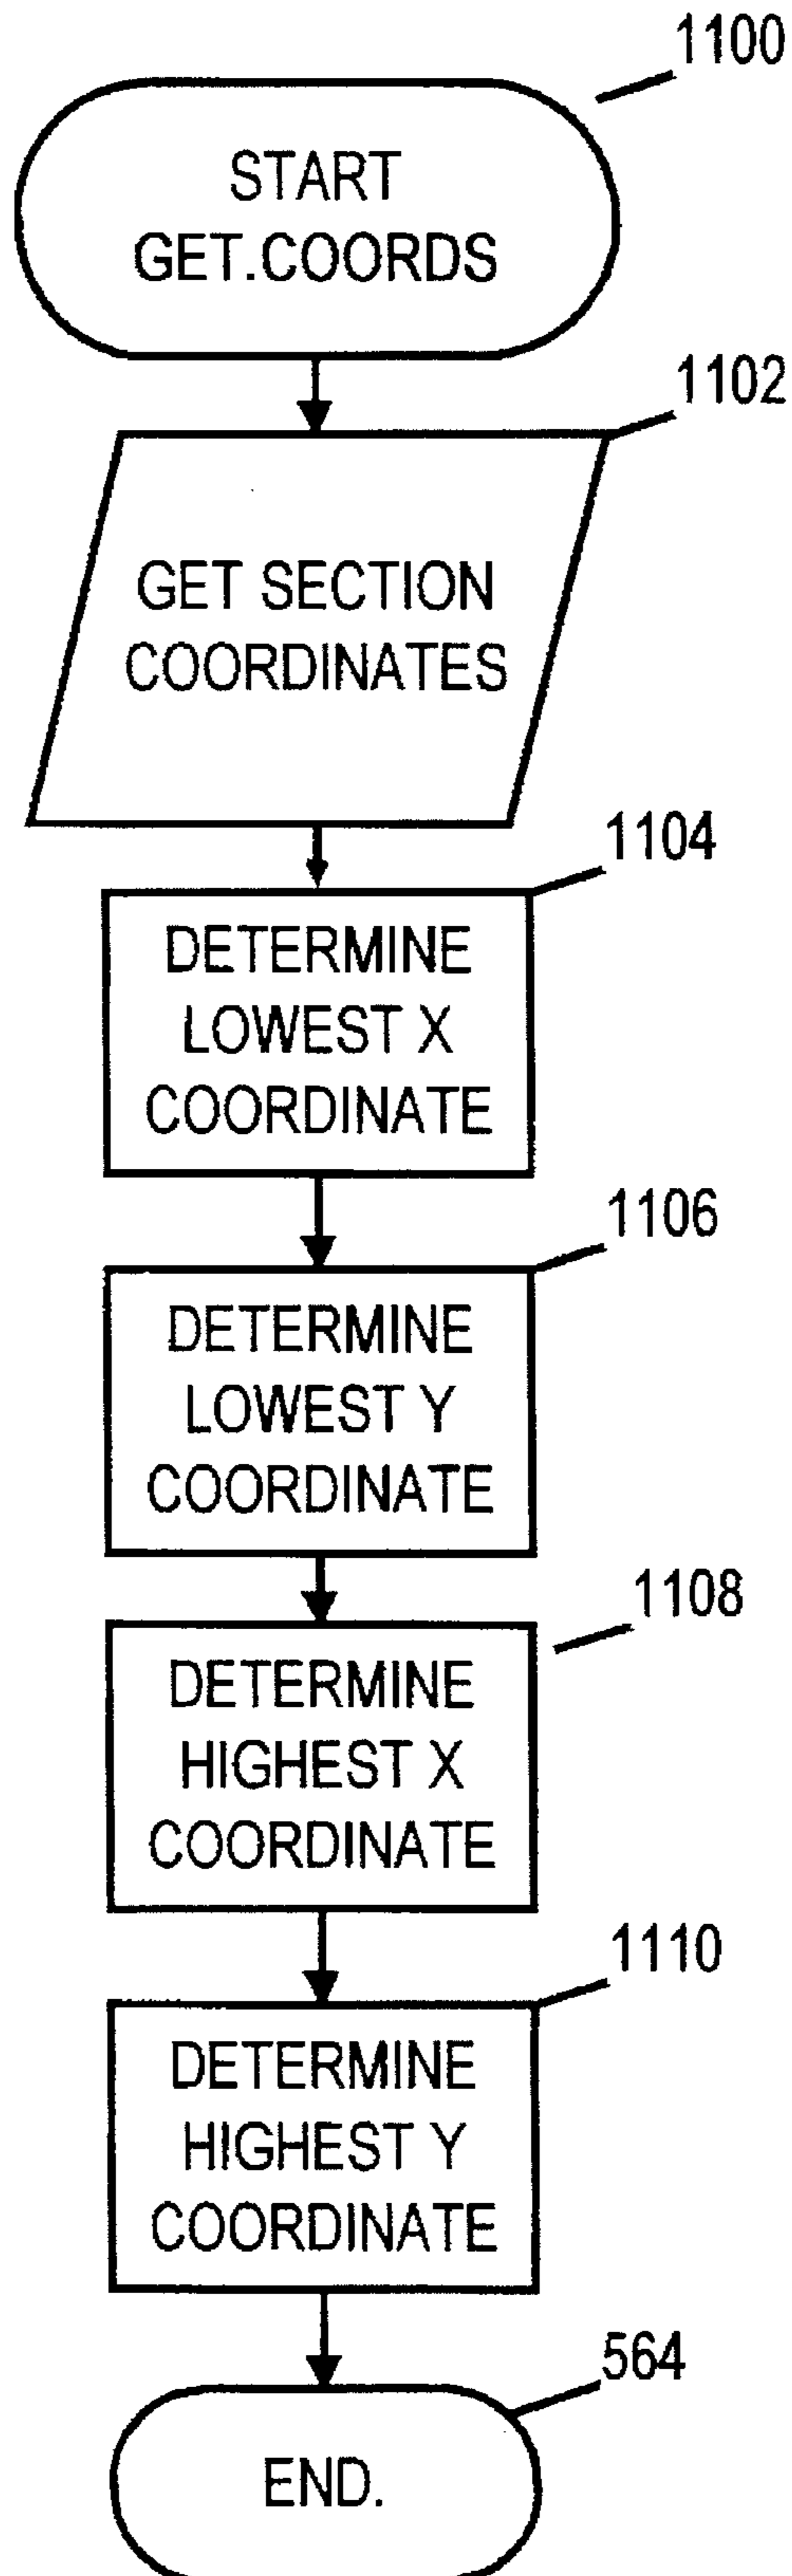 1100
START
GET.COORDS
1102
GET SECTION
COORDINATES
1104
DETERMINE
LOWEST X
COORDINATE
1106
DETERMINE
LOWEST Y
COORDINATE
1108
DETERMINE
HIGHEST X
COORDINATE
1110
DETERMINE
HIGHEST Y
COORDINATE
564
END.